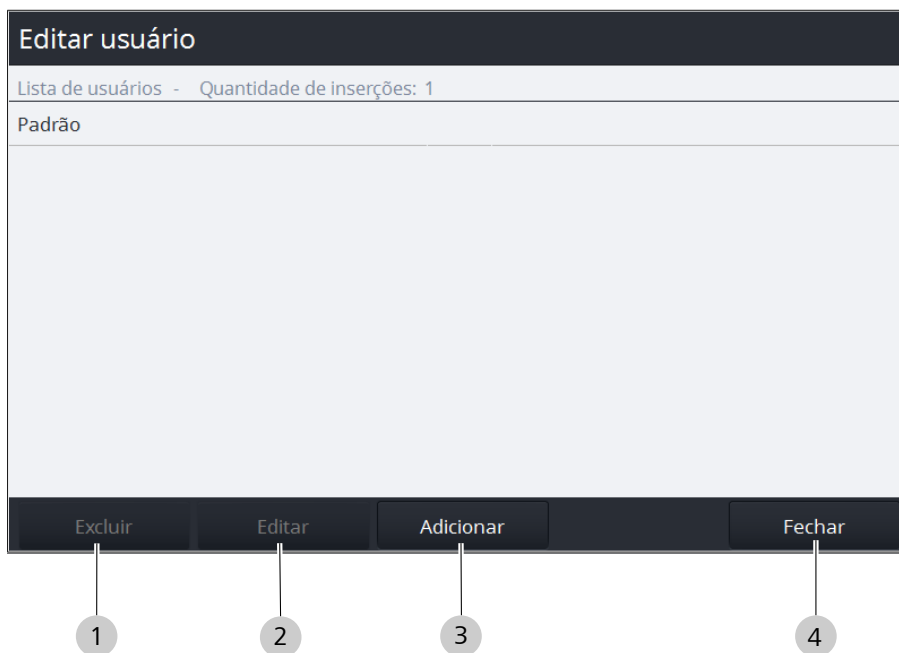 Editar usuário
Lista de usuários - Quantidade de inserções: 1
Padrão
Excluir Editar Adicionar Fechar
1 2 3 4